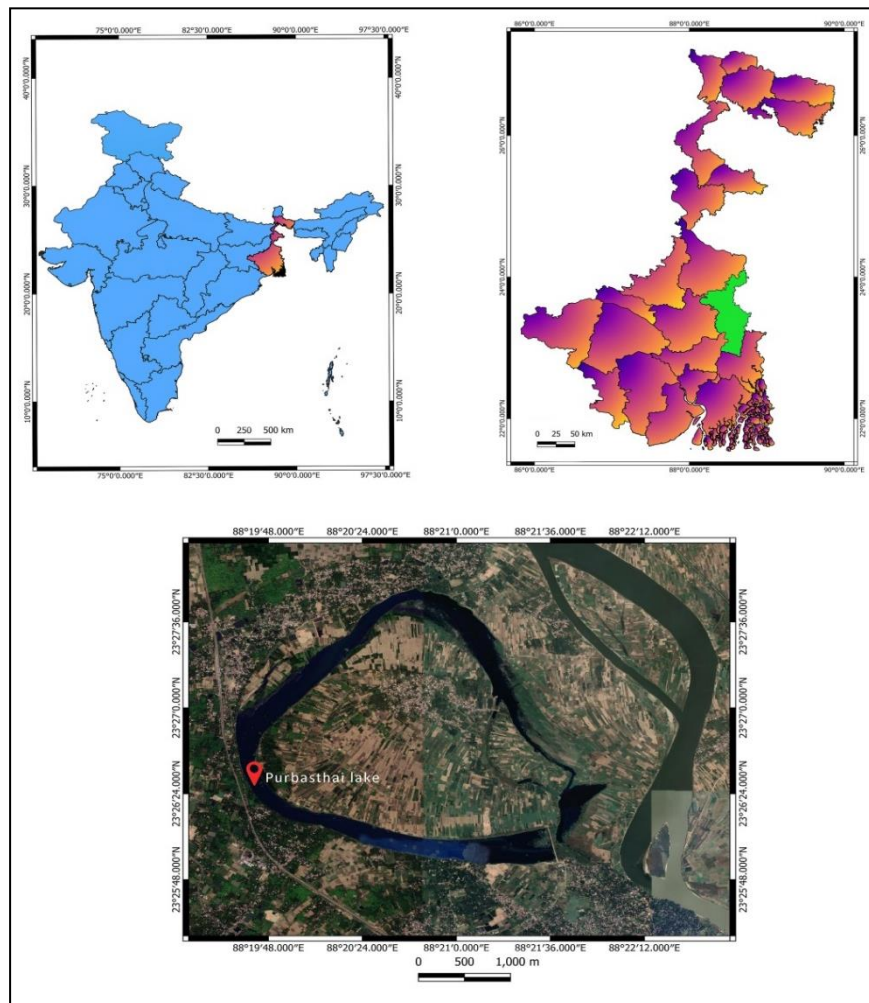 75°0′0.000″E 82°30′0.000″E 90°0′0.000″E 97°30′0.000″E
40°0′0.000″N
30°0′0.000″N
20°0′0.000″N
10°0′0.000″N
40°0′0.000″N
30°0′0.000″N
20°0′0.000″N
10°0′0.000″N
0 250 500 km
75°0′0.000″E 82°30′0.000″E 90°0′0.000″E 97°30′0.000″E
86°0′0.000″E 88°0′0.000″E 90°0′0.000″E
26°0′0.000″N
24°0′0.000″N
22°0′0.000″N
26°0′0.000″N
24°0′0.000″N
22°0′0.000″N
0 25 50 km
86°0′0.000″E 88°0′0.000″E 90°0′0.000″E
88°19′48.000″E 88°20′24.000″E 88°21′0.000″E 88°21′36.000″E 88°22′12.000″E
23°27′36.000″N
23°27′0.000″N
23°26′24.000″N
23°25′48.000″N
Purbasthai lake
23°27′36.000″N
23°27′0.000″N
23°26′24.000″N
23°25′48.000″N
88°19′48.000″E 88°20′24.000″E 88°21′0.000″E 88°21′36.000″E 88°22′12.000″E
0 500 1,000 m